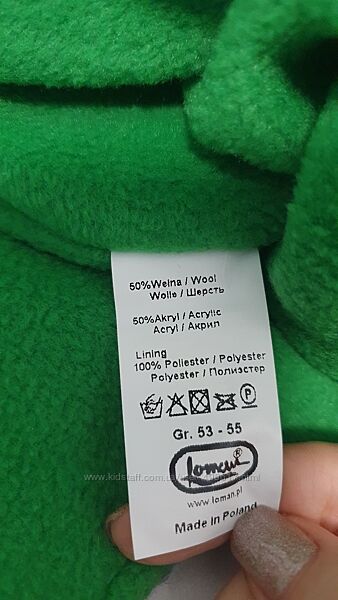 50%Wełna / Wool
Wolle / Шерсть
50%Akryl / Acrylic
Acryl / Акрил
Lining
100% Poliester / Polyester
Polyester / Полиэстер
P
Gr. 53 - 55
Loman
www.loman.pl
Made in Poland